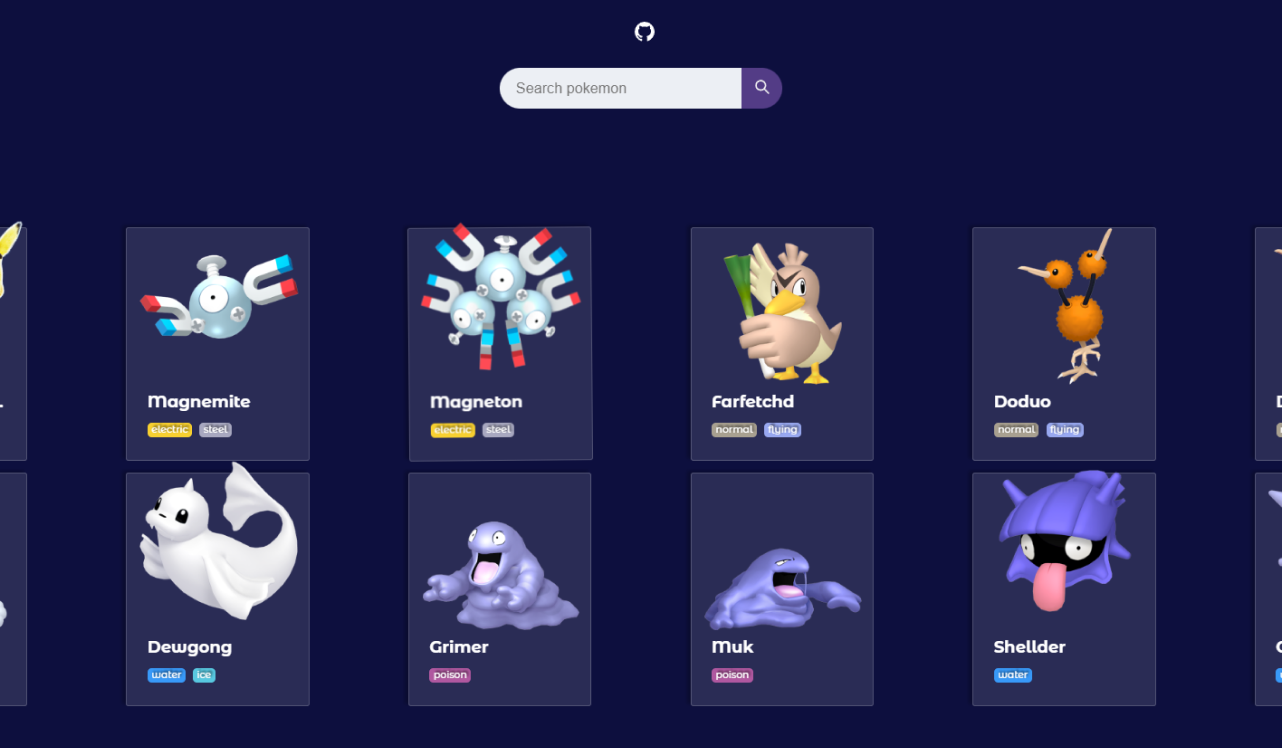 Search pokemon
Magnemite
electric steel
Magneton
electric steel
Farfetchd
normal flying
Doduo
normal flying
Dewgong
water ice
Grimer
poison
Muk
poison
Shellder
water